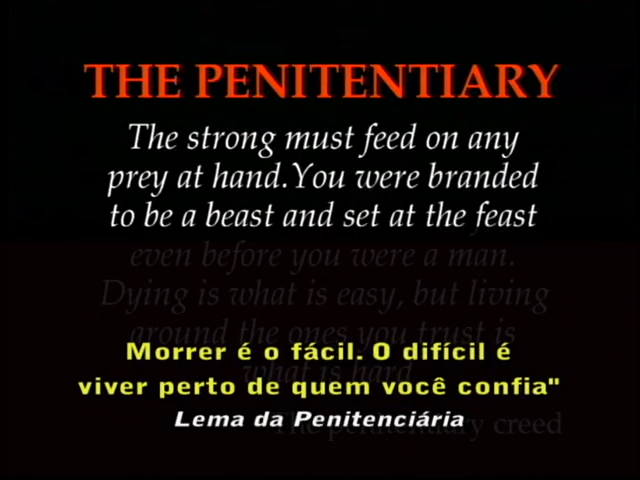 THE PENITENTIARY
The strong must feed on any
prey at hand.You were branded
to be a beast and set at the feast
even before you were a man.
Dying is what is easy, but living
around the ones you trust is
what is hard
Morrer é o fácil. O difícil é
viver perto de quem você confia"
Lema da Penitenciária
The penitentiary creed